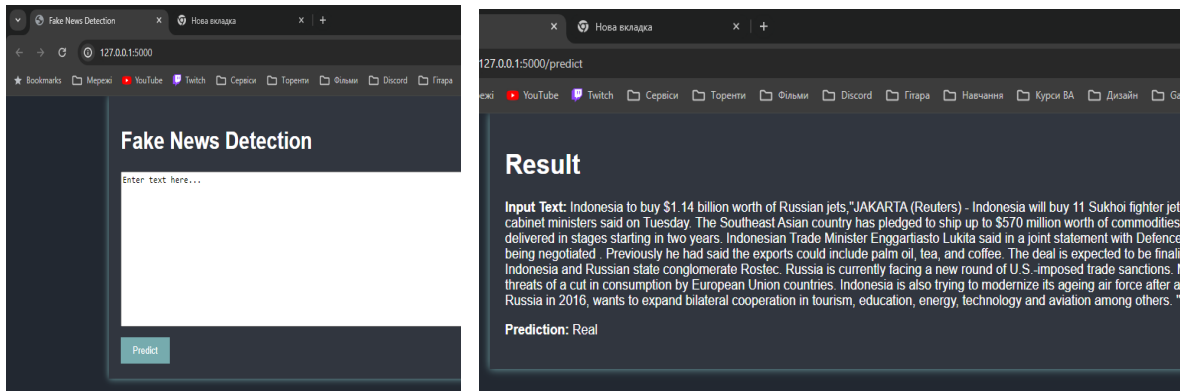 Fake News Detection
Нова вкладка
127.0.0.1:5000
Bookmarks Мережі YouTube Twitch Сервіси Торенти Фільми Discord Гітара
Fake News Detection
Enter text here...
Predict
Нова вкладка
127.0.0.1:5000/predict
ежі YouTube Twitch Сервіси Торенти Фільми Discord Гітара Навчання Курси BA Дизайн Ga
Result
Input Text: Indonesia to buy $1.14 billion worth of Russian jets,"JAKARTA (Reuters) - Indonesia will buy 11 Sukhoi fighter jet
cabinet ministers said on Tuesday. The Southeast Asian country has pledged to ship up to $570 million worth of commodities
delivered in stages starting in two years. Indonesian Trade Minister Enggartiasto Lukita said in a joint statement with Defence
being negotiated . Previously he had said the exports could include palm oil, tea, and coffee. The deal is expected to be finali
Indonesia and Russian state conglomerate Rostec. Russia is currently facing a new round of U.S.-imposed trade sanctions. M
threats of a cut in consumption by European Union countries. Indonesia is also trying to modernize its ageing air force after a
Russia in 2016, wants to expand bilateral cooperation in tourism, education, energy, technology and aviation among others. "
Prediction: Real